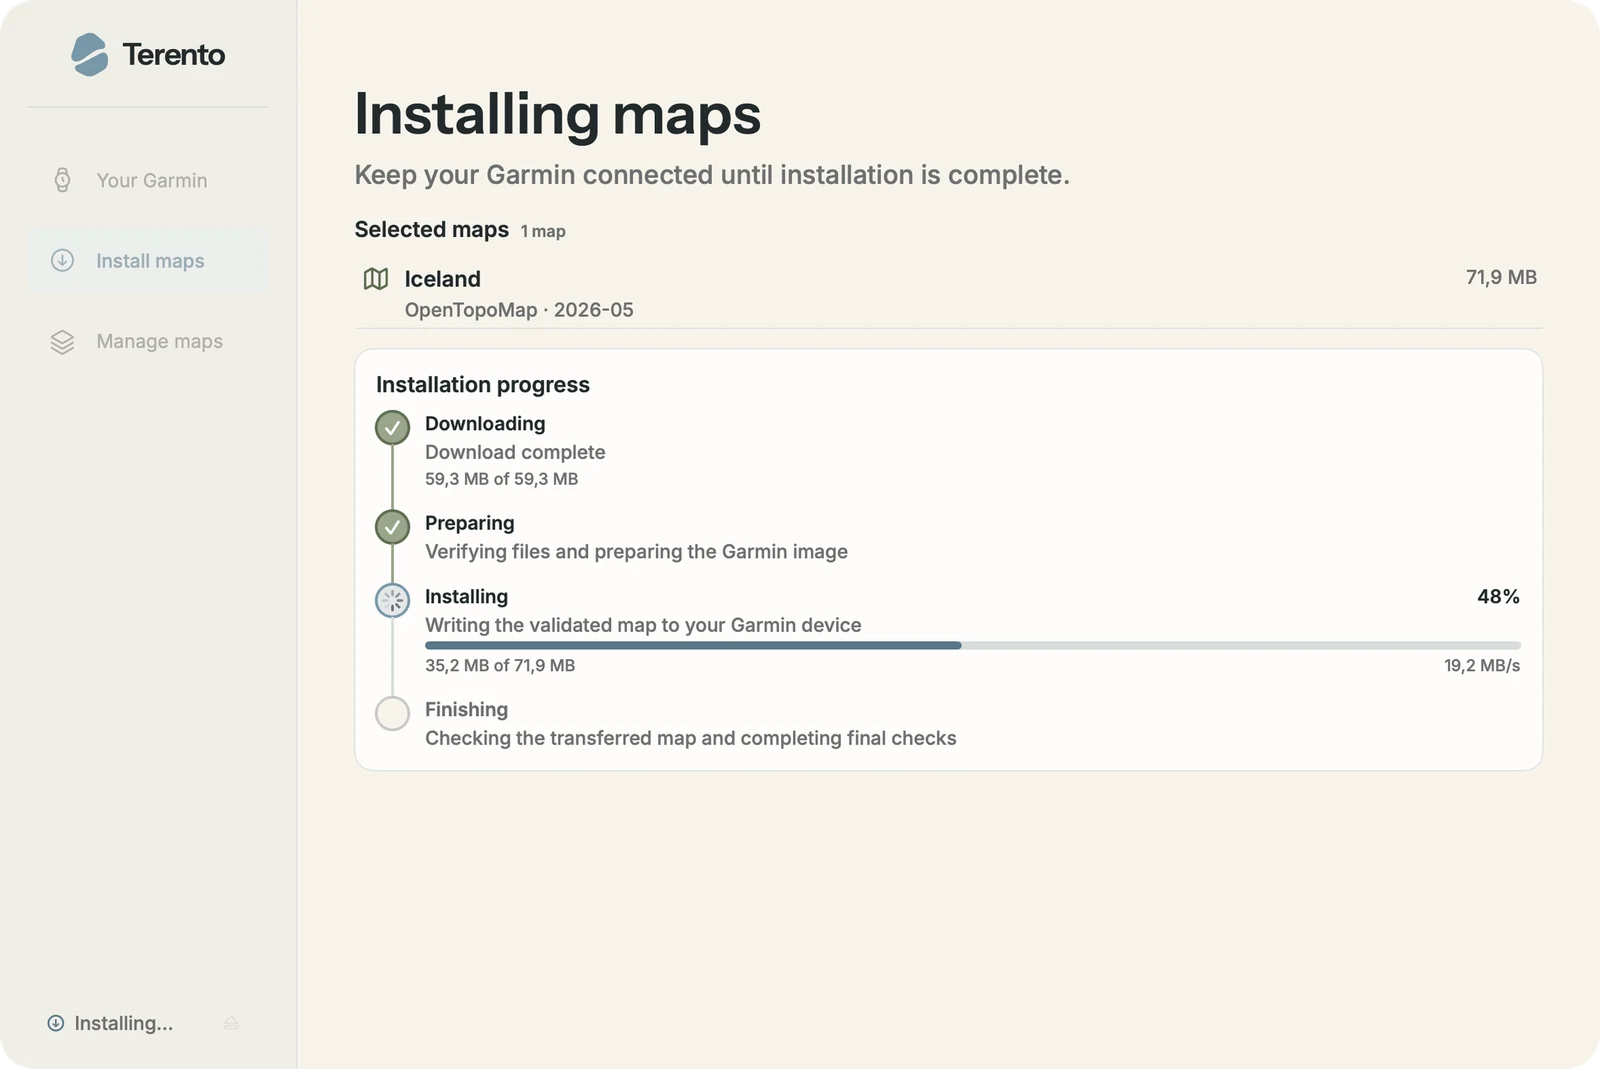 Terento
Your Garmin
Install maps
Manage maps
Installing...
Installing maps
Keep your Garmin connected until installation is complete.
Selected maps 1 map
Iceland
71,9 MB
OpenTopoMap · 2026-05
Installation progress
Downloading
Download complete
59,3 MB of 59,3 MB
Preparing
Verifying files and preparing the Garmin image
Installing
48%
Writing the validated map to your Garmin device
35,2 MB of 71,9 MB
19,2 MB/s
Finishing
Checking the transferred map and completing final checks